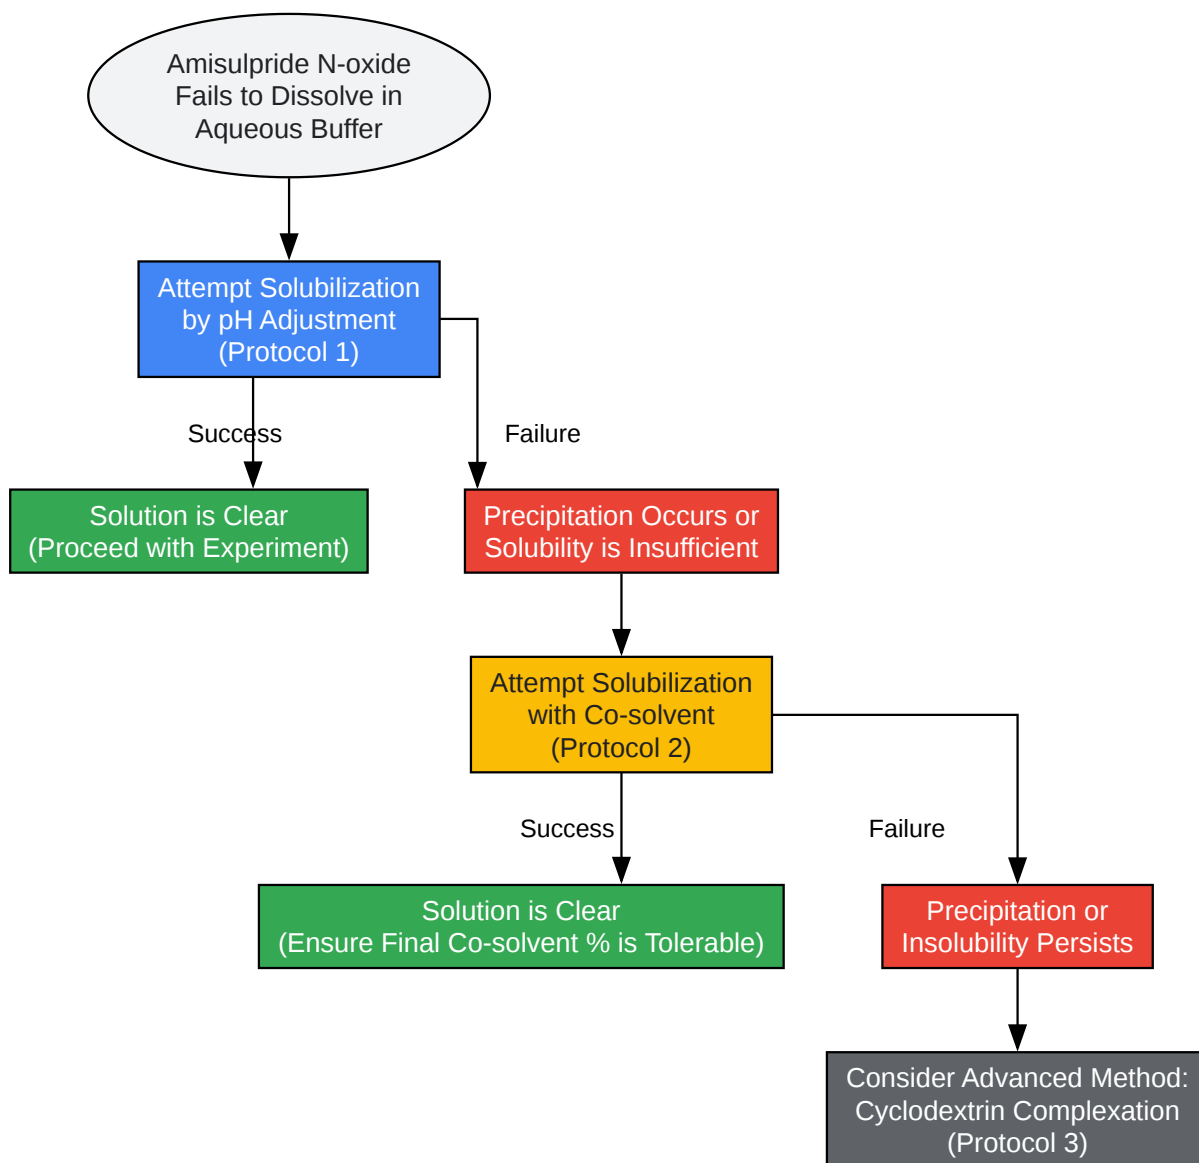 Amisulpride N-oxide
Fails to Dissolve in
Aqueous Buffer
Attempt Solubilization
by pH Adjustment
(Protocol 1)
Success
Failure
Solution is Clear
(Proceed with Experiment)
Precipitation Occurs or
Solubility is Insufficient
Attempt Solubilization
with Co-solvent
(Protocol 2)
Success
Failure
Solution is Clear
(Ensure Final Co-solvent % is Tolerable)
Precipitation or
Insolubility Persists
Consider Advanced Method:
Cyclodextrin Complexation
(Protocol 3)